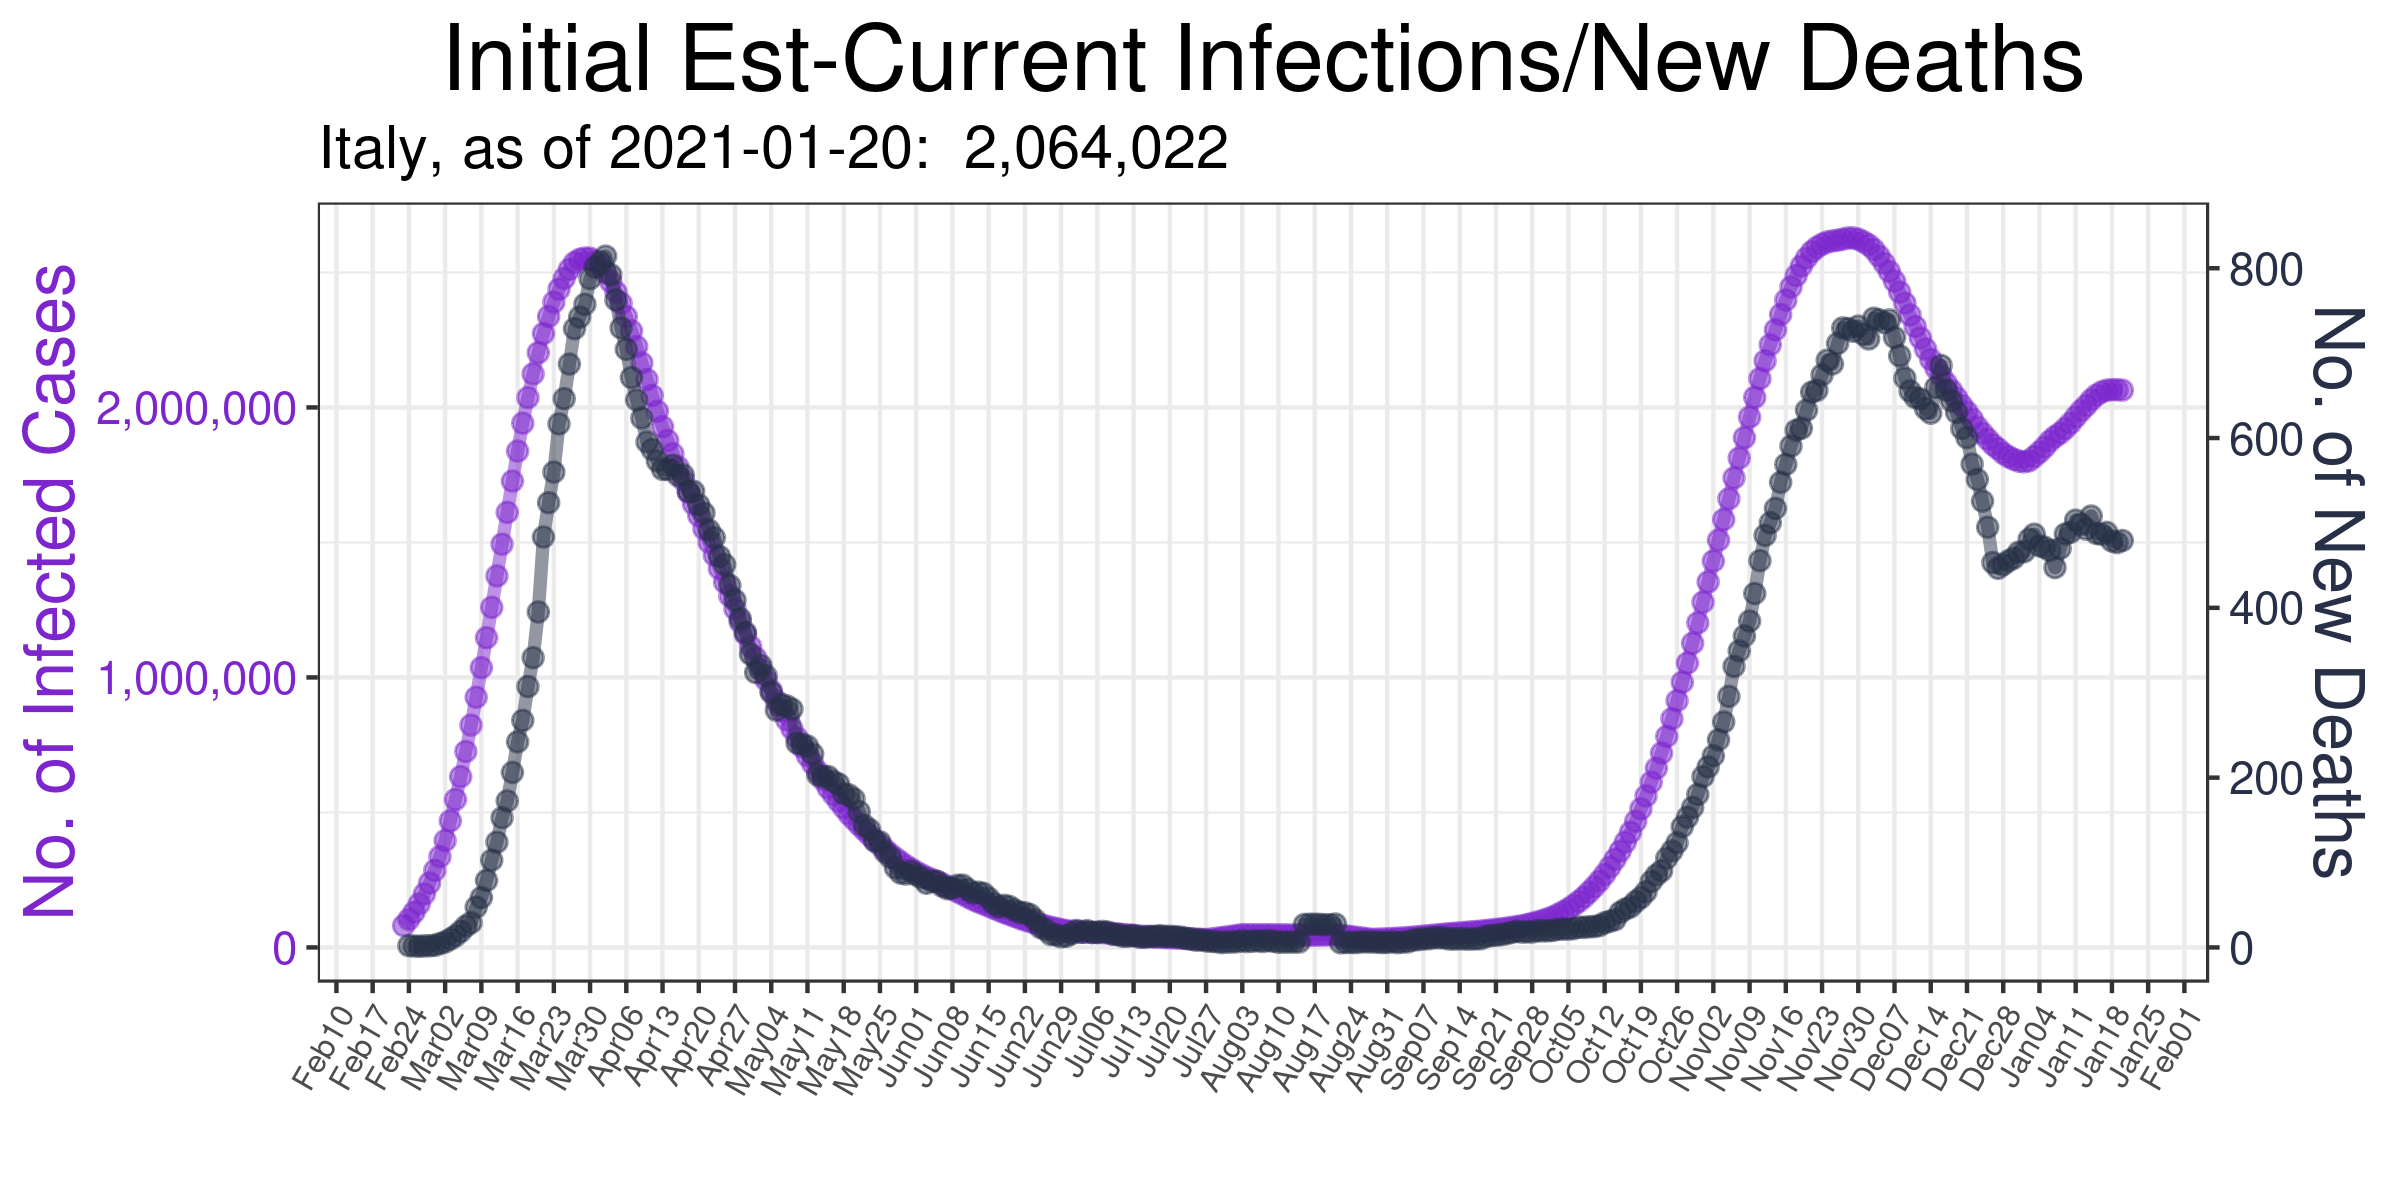 Initial Est-Current Infections/New Deaths
Italy, as of 2021-01-20:  2,064,022
No. of Infected Cases
2,000,000
1,000,000
0
800
600
400
200
0
No. of New Deaths
Feb10
Feb17
Feb24
Mar02
Mar09
Mar16
Mar23
Mar30
Apr06
Apr13
Apr20
Apr27
May04
May11
May18
May25
Jun01
Jun08
Jun15
Jun22
Jun29
Jul06
Jul13
Jul20
Jul27
Aug03
Aug10
Aug17
Aug24
Aug31
Sep07
Sep14
Sep21
Sep28
Oct05
Oct12
Oct19
Oct26
Nov02
Nov09
Nov16
Nov23
Nov30
Dec07
Dec14
Dec21
Dec28
Jan04
Jan11
Jan18
Jan25
Feb01